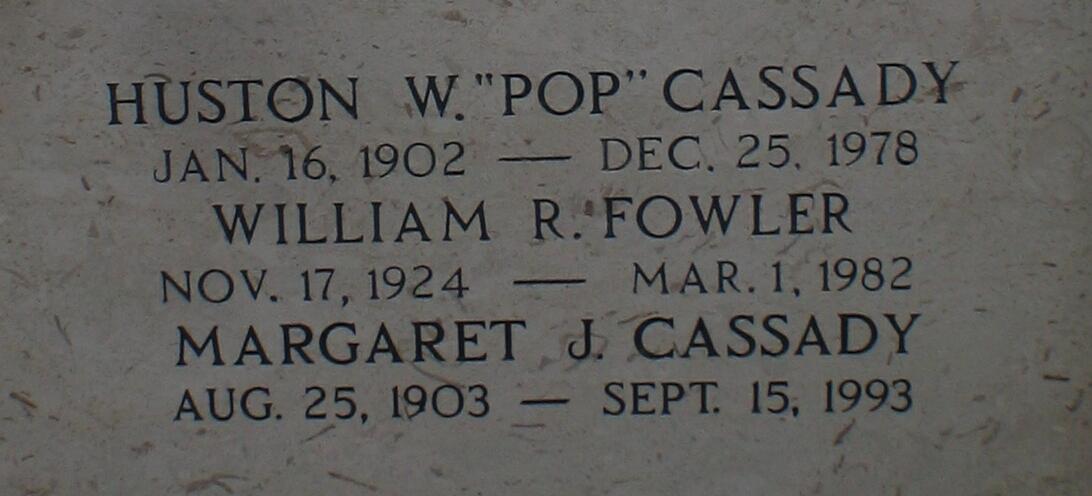 HUSTON W. "POP" CASSADY
JAN. 16, 1902 — DEC. 25. 1978
WILLIAM R. FOWLER
NOV. 17, 1924 — MAR. 1, 1982
MARGARET J. CASSADY
AUG. 25, 1903 — SEPT. 15, 1993